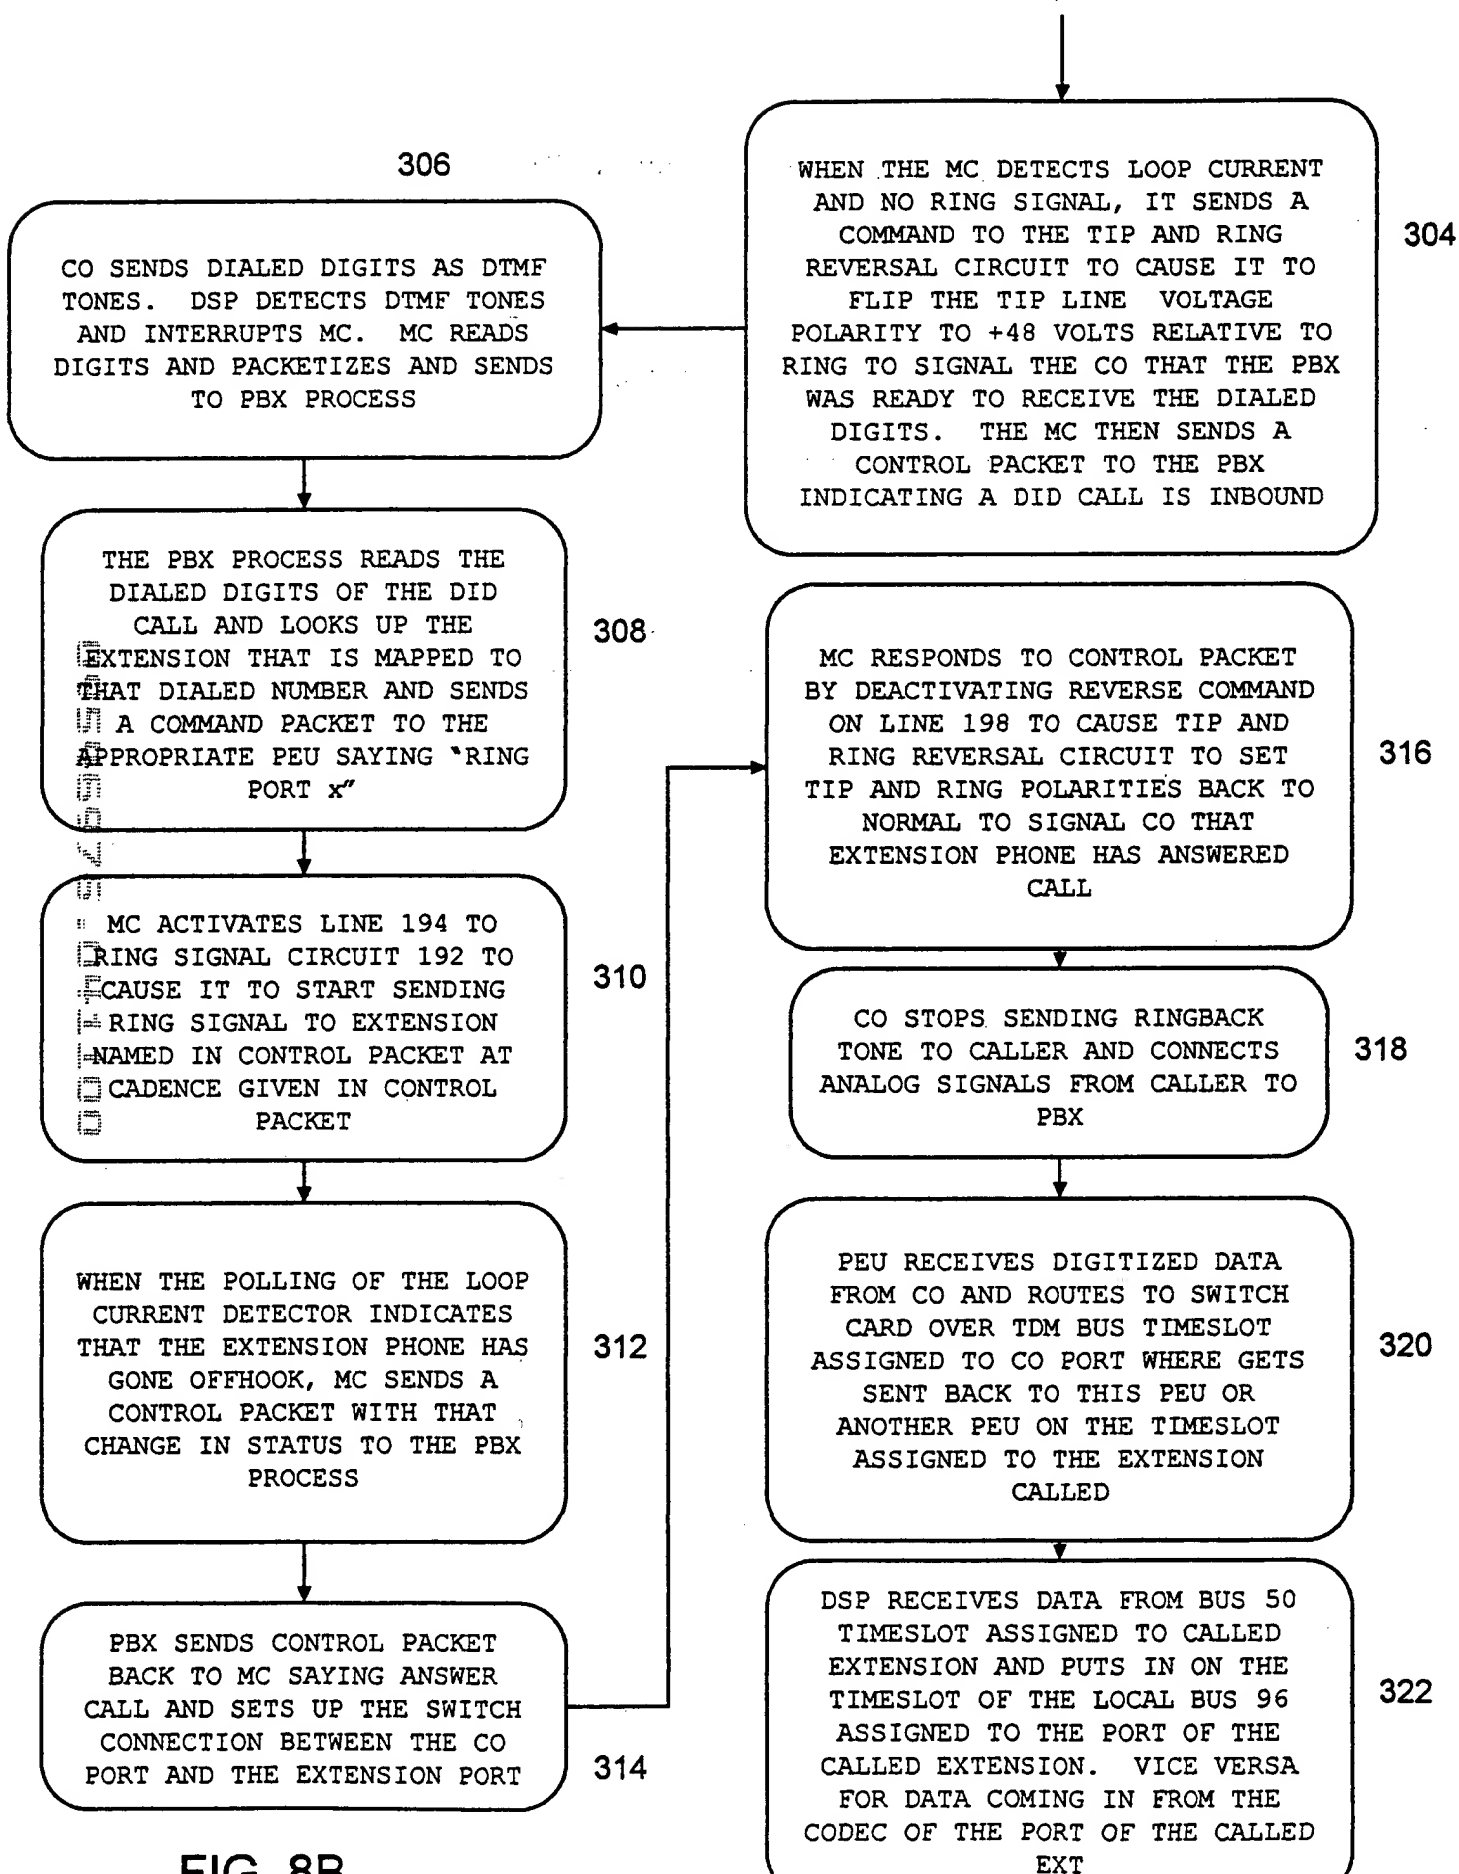 304
WHEN THE MC DETECTS LOOP CURRENT
AND NO RING SIGNAL, IT SENDS A
COMMAND TO THE TIP AND RING
REVERSAL CIRCUIT TO CAUSE IT TO
FLIP THE TIP LINE VOLTAGE
POLARITY TO +48 VOLTS RELATIVE TO
RING TO SIGNAL THE CO THAT THE PBX
WAS READY TO RECEIVE THE DIALED
DIGITS. THE MC THEN SENDS A
CONTROL PACKET TO THE PBX
INDICATING A DID CALL IS INBOUND
306
CO SENDS DIALED DIGITS AS DTMF
TONES. DSP DETECTS DTMF TONES
AND INTERRUPTS MC. MC READS
DIGITS AND PACKETIZES AND SENDS
TO PBX PROCESS
308
THE PBX PROCESS READS THE
DIALED DIGITS OF THE DID
CALL AND LOOKS UP THE
EXTENSION THAT IS MAPPED TO
THAT DIALED NUMBER AND SENDS
A COMMAND PACKET TO THE
APPROPRIATE PEU SAYING "RING
PORT x"
310
MC ACTIVATES LINE 194 TO
RING SIGNAL CIRCUIT 192 TO
CAUSE IT TO START SENDING
RING SIGNAL TO EXTENSION
NAMED IN CONTROL PACKET AT
CADENCE GIVEN IN CONTROL
PACKET
312
WHEN THE POLLING OF THE LOOP
CURRENT DETECTOR INDICATES
THAT THE EXTENSION PHONE HAS
GONE OFFHOOK, MC SENDS A
CONTROL PACKET WITH THAT
CHANGE IN STATUS TO THE PBX
PROCESS
314
PBX SENDS CONTROL PACKET
BACK TO MC SAYING ANSWER
CALL AND SETS UP THE SWITCH
CONNECTION BETWEEN THE CO
PORT AND THE EXTENSION PORT
316
MC RESPONDS TO CONTROL PACKET
BY DEACTIVATING REVERSE COMMAND
ON LINE 198 TO CAUSE TIP AND
RING REVERSAL CIRCUIT TO SET
TIP AND RING POLARITIES BACK TO
NORMAL TO SIGNAL CO THAT
EXTENSION PHONE HAS ANSWERED
CALL
318
CO STOPS SENDING RINGBACK
TONE TO CALLER AND CONNECTS
ANALOG SIGNALS FROM CALLER TO
PBX
320
PEU RECEIVES DIGITIZED DATA
FROM CO AND ROUTES TO SWITCH
CARD OVER TDM BUS TIMESLOT
ASSIGNED TO CO PORT WHERE GETS
SENT BACK TO THIS PEU OR
ANOTHER PEU ON THE TIMESLOT
ASSIGNED TO THE EXTENSION
CALLED
322
DSP RECEIVES DATA FROM BUS 50
TIMESLOT ASSIGNED TO CALLED
EXTENSION AND PUTS IN ON THE
TIMESLOT OF THE LOCAL BUS 96
ASSIGNED TO THE PORT OF THE
CALLED EXTENSION. VICE VERSA
FOR DATA COMING IN FROM THE
CODEC OF THE PORT OF THE CALLED
EXT
FIG. 8B